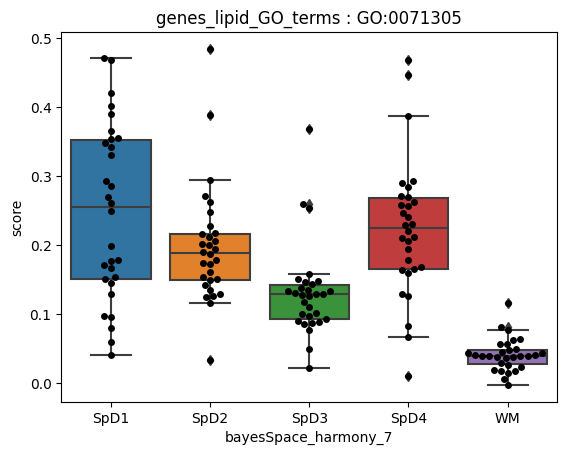 genes_lipid_GO_terms : GO:0071305
0.5
0.4
0.3
0.2
0.1
0.0
score
SpD1 SpD2 SpD3 SpD4 WM
bayesSpace_harmony_7